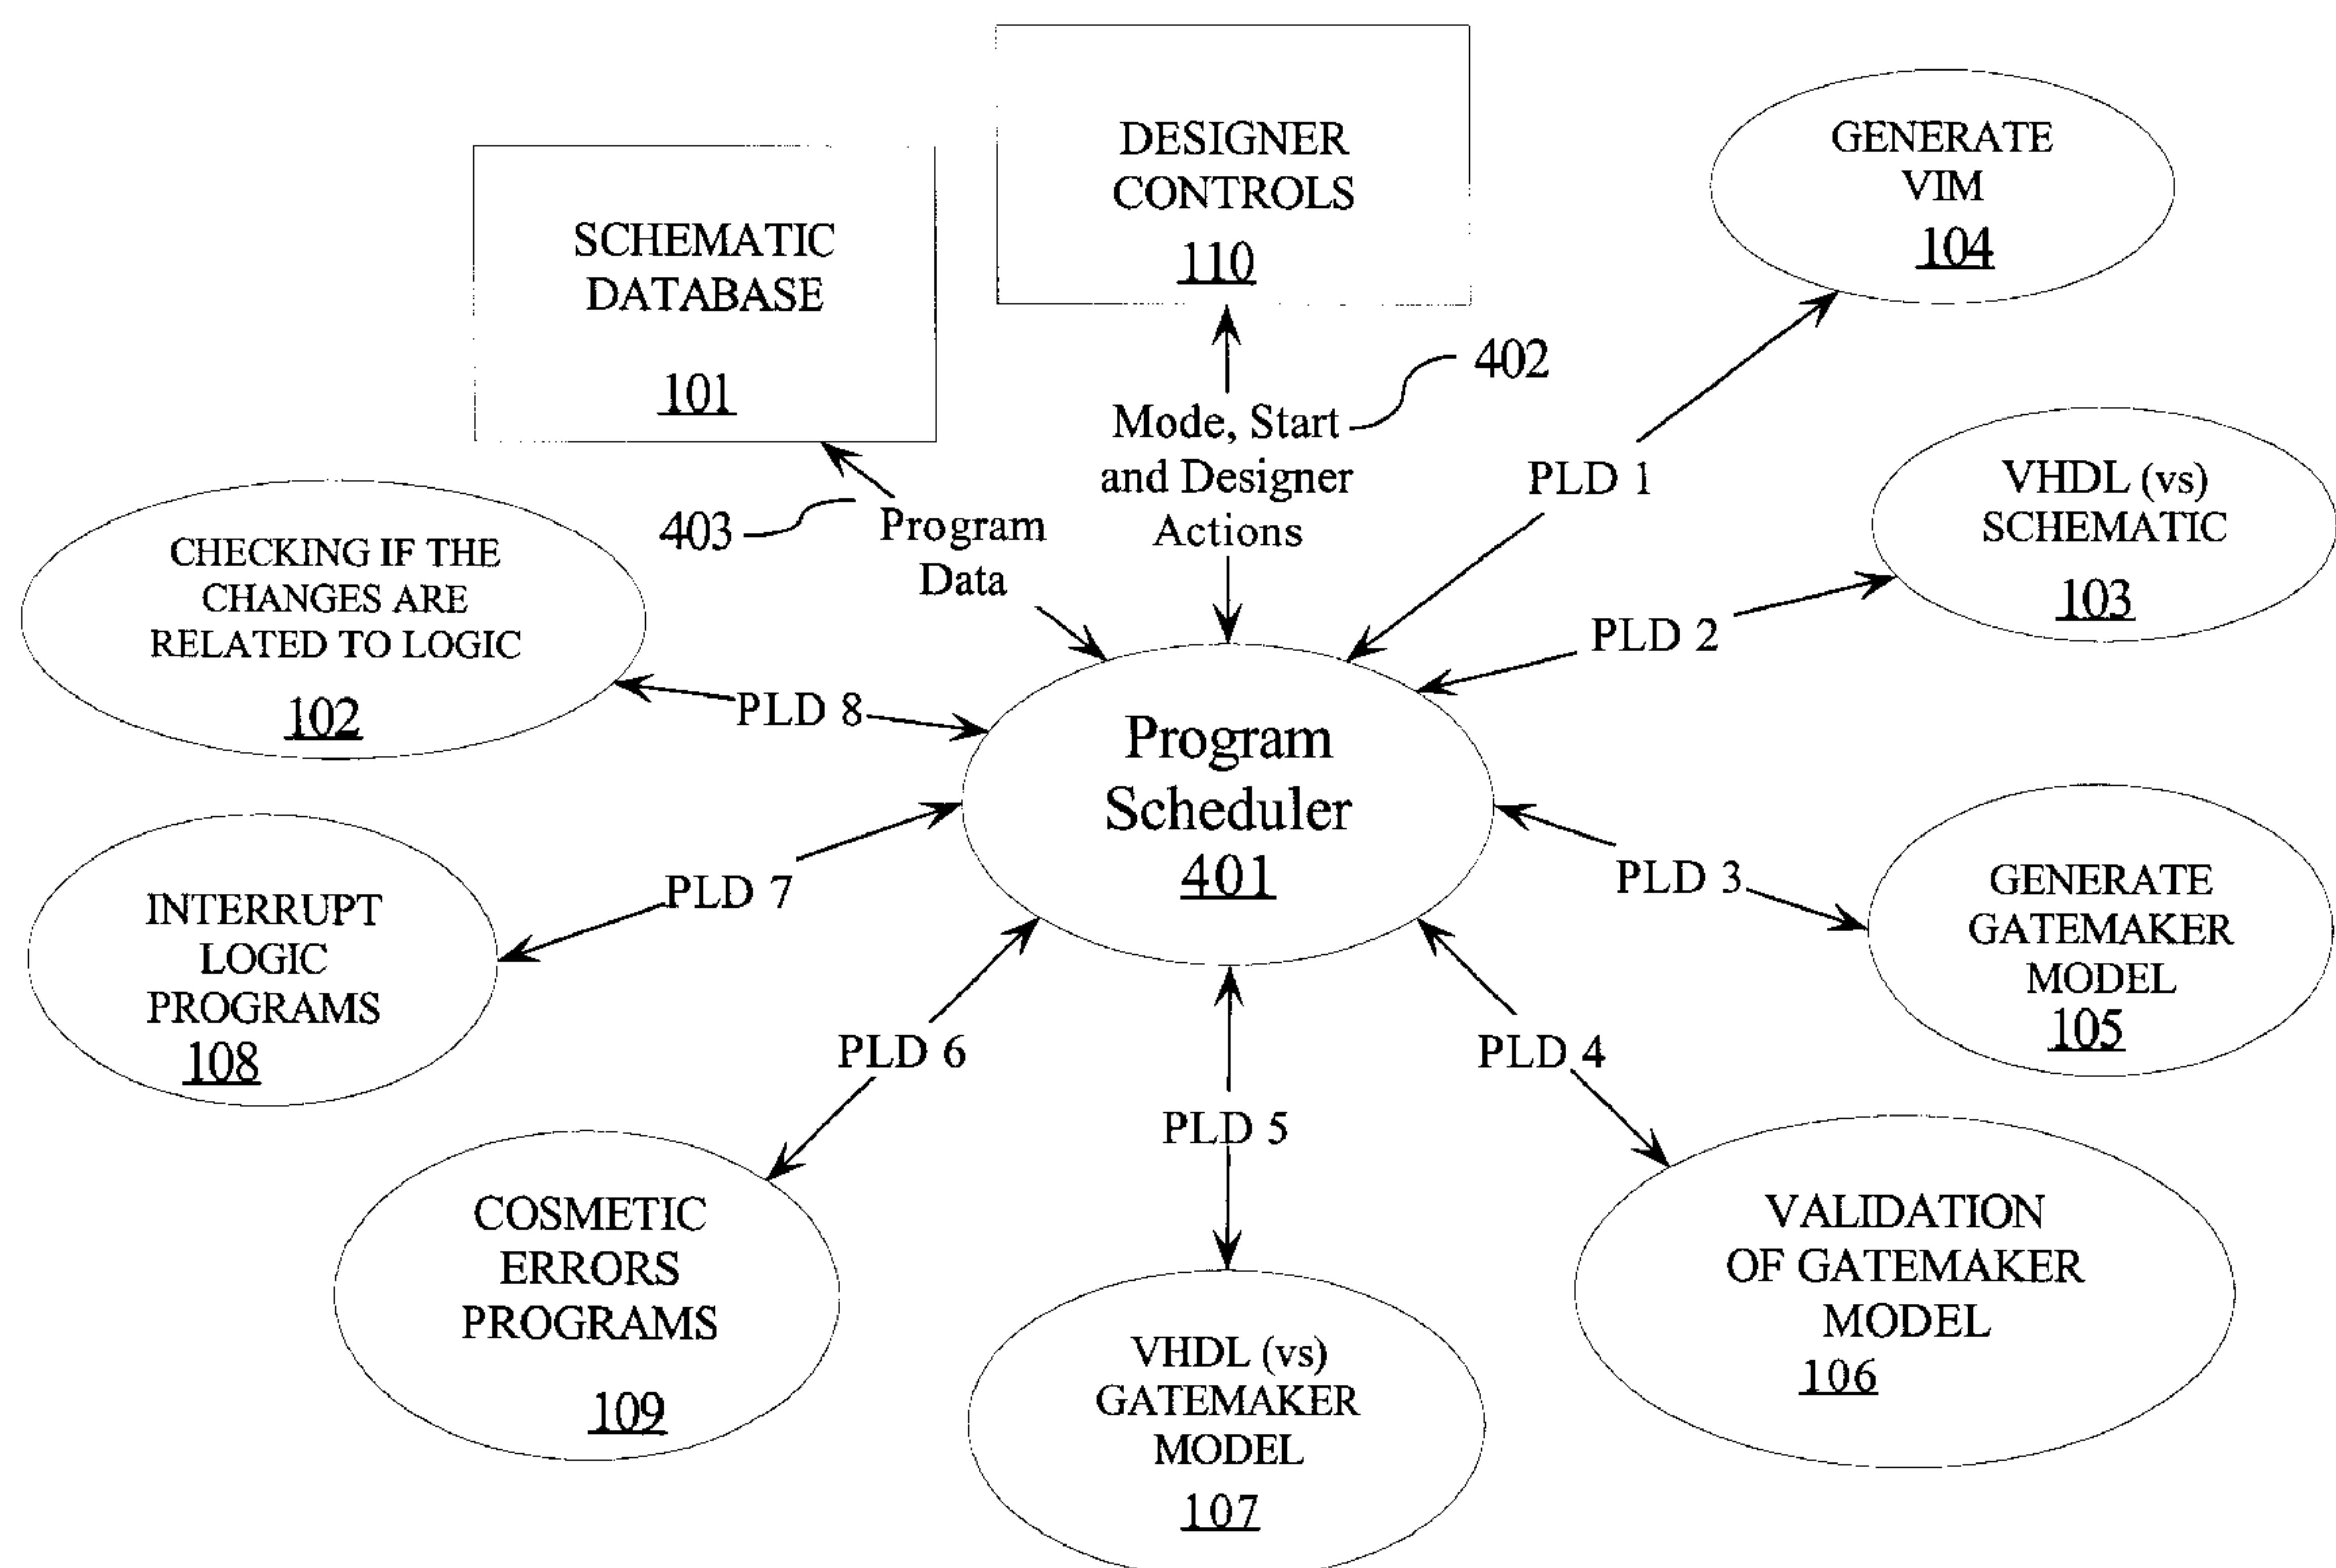 DESIGNER
CONTROLS
110
SCHEMATIC
DATABASE
101
GENERATE
VIM
104
402
Mode, Start
and Designer
Actions
403
Program
Data
PLD 1
VHDL (vs)
SCHEMATIC
103
PLD 2
CHECKING IF THE
CHANGES ARE
RELATED TO LOGIC
102
PLD 8
Program
Scheduler
401
PLD 7
INTERRUPT
LOGIC
PROGRAMS
108
PLD 3
GENERATE
GATEMAKER
MODEL
105
PLD 6
PLD 4
PLD 5
COSMETIC
ERRORS
PROGRAMS
109
VHDL (vs)
GATEMAKER
MODEL
107
VALIDATION
OF GATEMAKER
MODEL
106